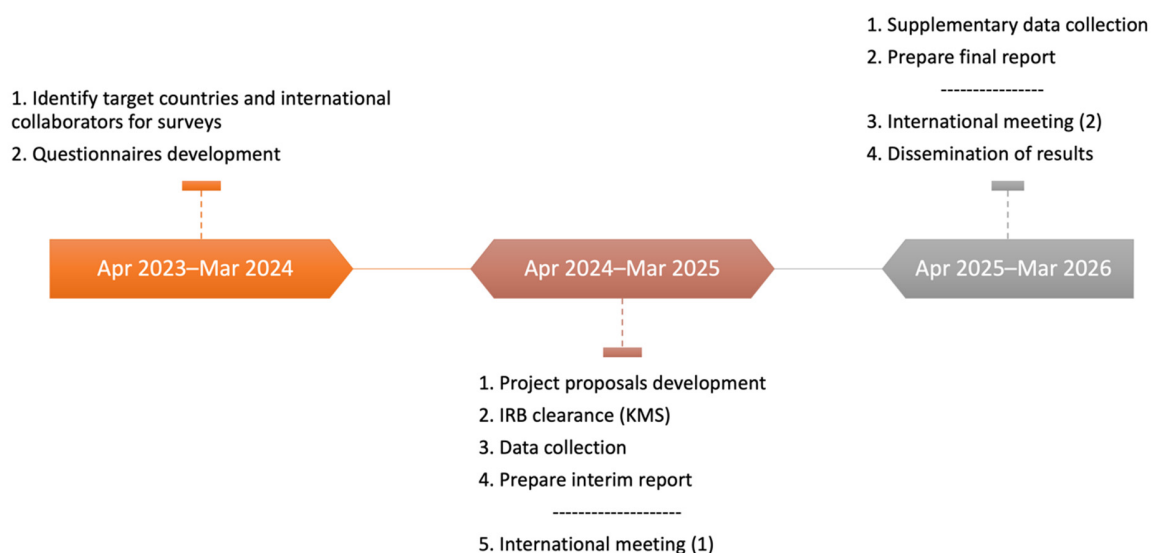 1. Identify target countries and international
collaborators for surveys
2. Questionnaires development
Apr 2023–Mar 2024
Apr 2024–Mar 2025
1. Project proposals development
2. IRB clearance (KMS)
3. Data collection
4. Prepare interim report
--------------------
5. International meeting (1)
1. Supplementary data collection
2. Prepare final report
----------------
3. International meeting (2)
4. Dissemination of results
Apr 2025–Mar 2026